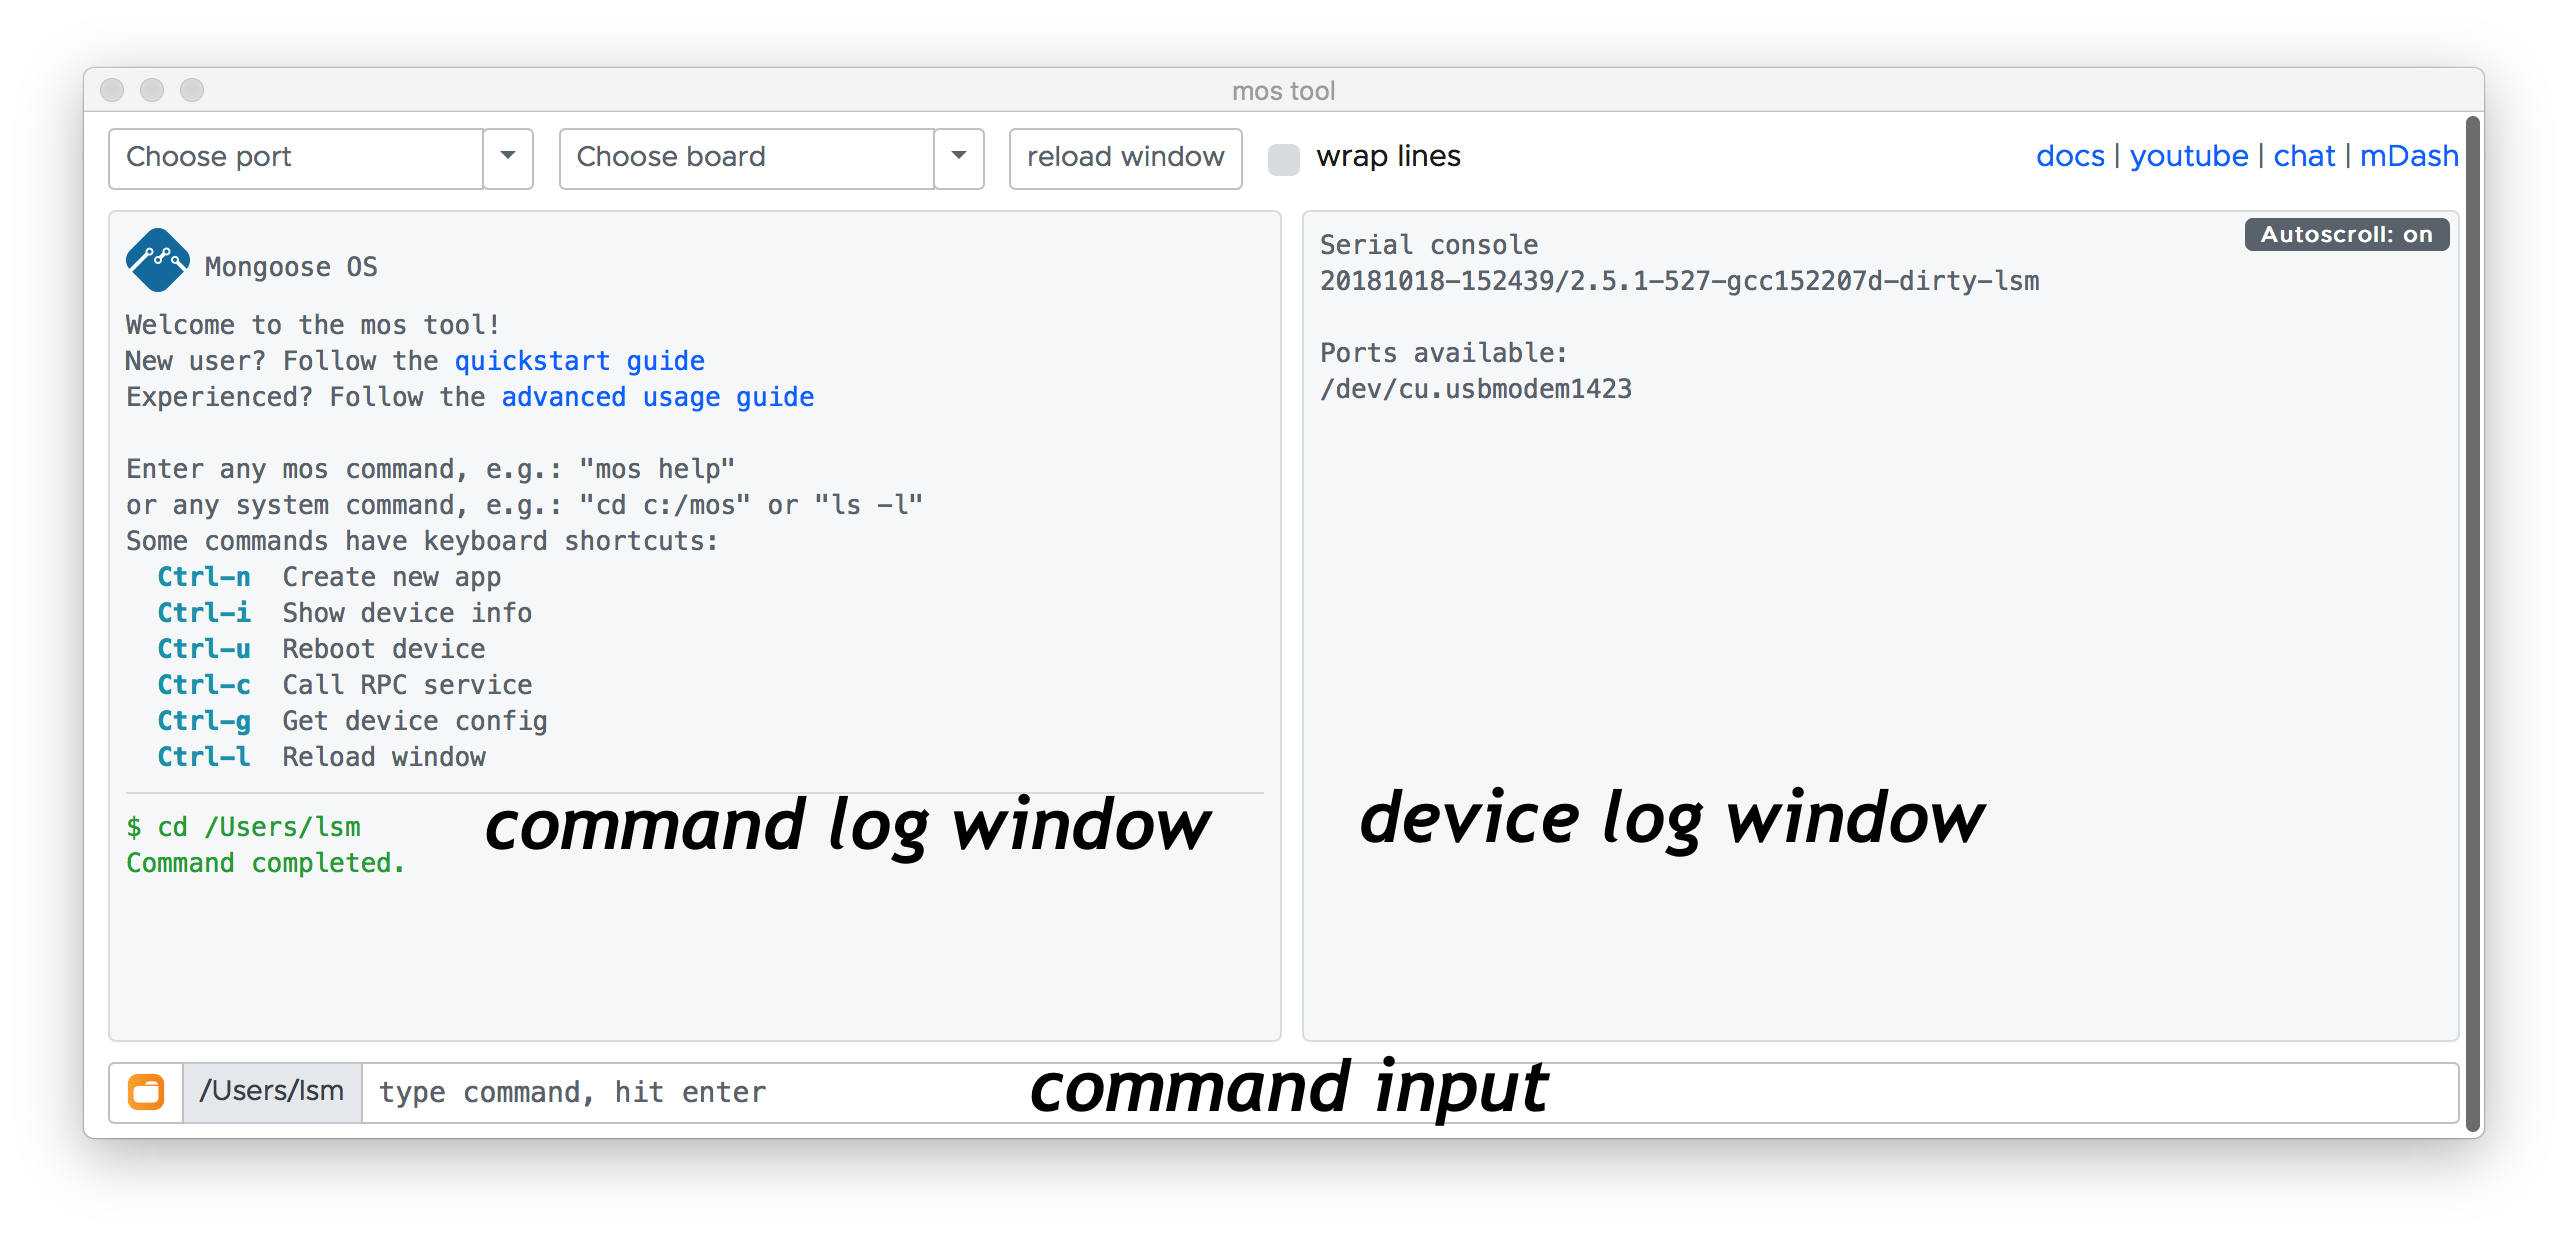 mos tool
Choose port
Choose board
reload window
wrap lines
docs | youtube | chat | mDash
Mongoose OS
Welcome to the mos tool!
New user? Follow the quickstart guide
Experienced? Follow the advanced usage guide
Enter any mos command, e.g.: "mos help"
or any system command, e.g.: "cd c:/mos" or "ls -l"
Some commands have keyboard shortcuts:
Ctrl-n Create new app
Ctrl-i Show device info
Ctrl-u Reboot device
Ctrl-c Call RPC service
Ctrl-g Get device config
Ctrl-l Reload window
$ cd /Users/lsm
Command completed.
command log window
Autoscroll: on
Serial console
20181018-152439/2.5.1-527-gcc152207d-dirty-lsm
Ports available:
/dev/cu.usbmodem1423
device log window
/Users/lsm
type command, hit enter
command input